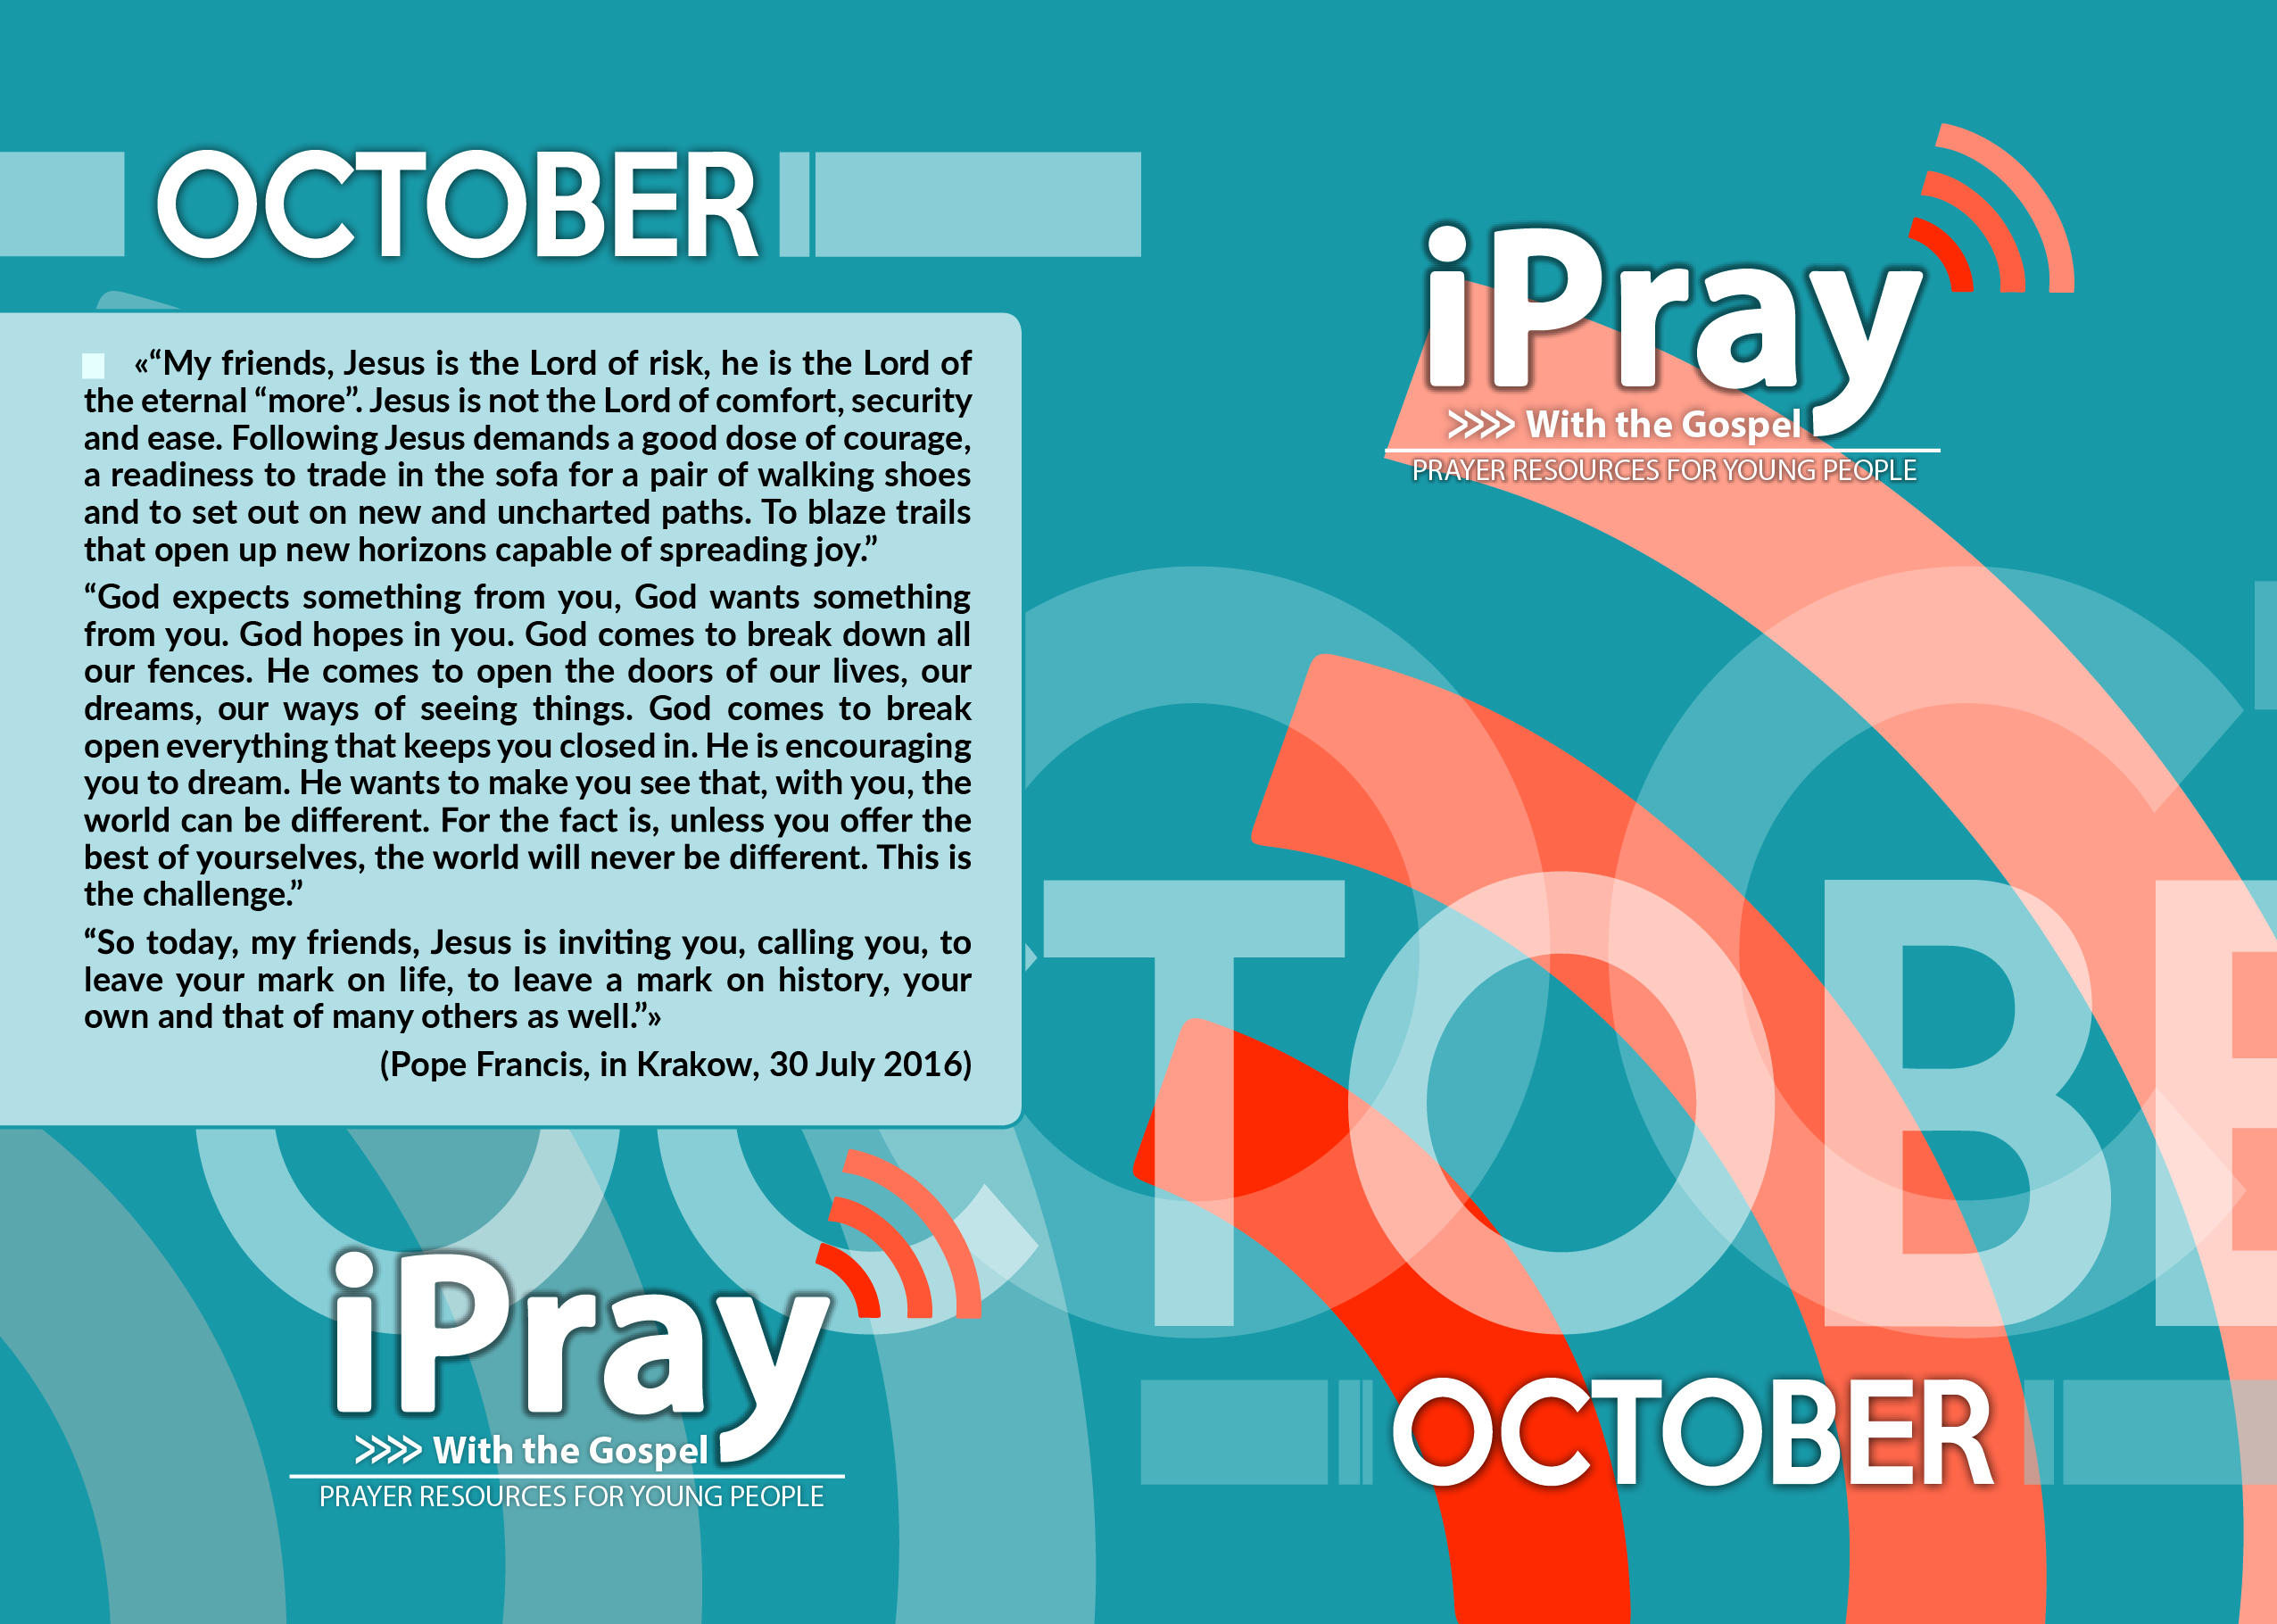 OCTOBER
«“My friends, Jesus is the Lord of risk, he is the Lord of
the eternal “more”. Jesus is not the Lord of comfort, security
and ease. Following Jesus demands a good dose of courage,
a readiness to trade in the sofa for a pair of walking shoes
and to set out on new and uncharted paths. To blaze trails
that open up new horizons capable of spreading joy.”
“God expects something from you, God wants something
from you. God hopes in you. God comes to break down all
our fences. He comes to open the doors of our lives, our
dreams, our ways of seeing things. God comes to break
open everything that keeps you closed in. He is encouraging
you to dream. He wants to make you see that, with you, the
world can be different. For the fact is, unless you offer the
best of yourselves, the world will never be different. This is
the challenge.”
“So today, my friends, Jesus is inviting you, calling you, to
leave your mark on life, to leave a mark on history, your
own and that of many others as well.”»
(Pope Francis, in Krakow, 30 July 2016)
iPray
>>>> With the Gospel
PRAYER RESOURCES FOR YOUNG PEOPLE
iPray
>>>> With the Gospel
PRAYER RESOURCES FOR YOUNG PEOPLE
OCTOBE
OCTOBER